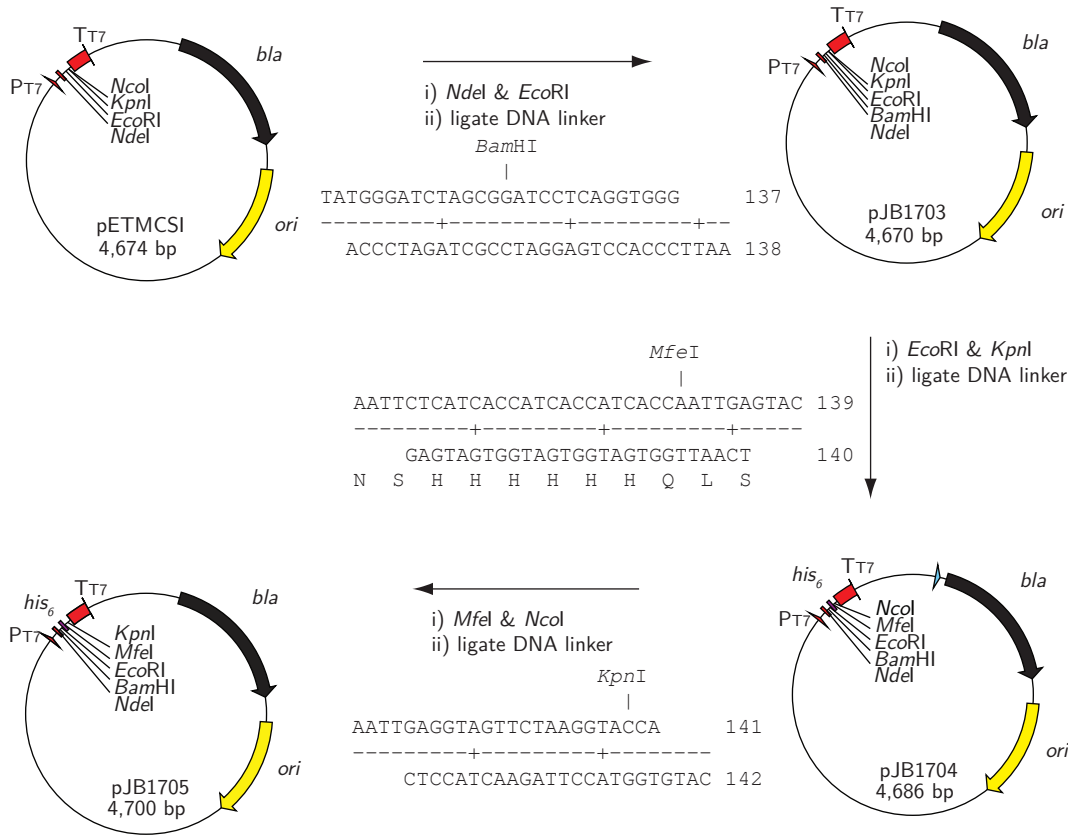 TT7
bla
PT7
NcoI
KpnI
EcoRI
NdeI
pETMCSI
4,674 bp
ori
i) NdeI & EcoRI
ii) ligate DNA linker
BamHI
|
TATGGGATCTAGCGGATCCTCAGGTGGG 137
---------+---------+---------+--
ACCCTAGATCGCCTAGGAGTCCACCCTTAA 138
TT7
bla
PT7
NcoI
KpnI
EcoRI
BamHI
NdeI
pJB1703
4,670 bp
ori
i) EcoRI & KpnI
ii) ligate DNA linker
MfeI
|
AATTCTCATCACCATCACCATCACCAATTGAGTAC 139
---------+---------+---------+-----
GAGTAGTGGTAGTGGTAGTGGTTAACT 140
N S H H H H H H Q L S
TT7
his6
bla
PT7
NcoI
MfeI
EcoRI
BamHI
NdeI
pJB1704
4,686 bp
ori
i) MfeI & NcoI
ii) ligate DNA linker
KpnI
|
AATTGAGGTAGTTCTAAGGTACCA 141
---------+---------+--------
CTCCATCAAGATTCCATGGTGTAC 142
TT7
his6
bla
PT7
KpnI
MfeI
EcoRI
BamHI
NdeI
pJB1705
4,700 bp
ori